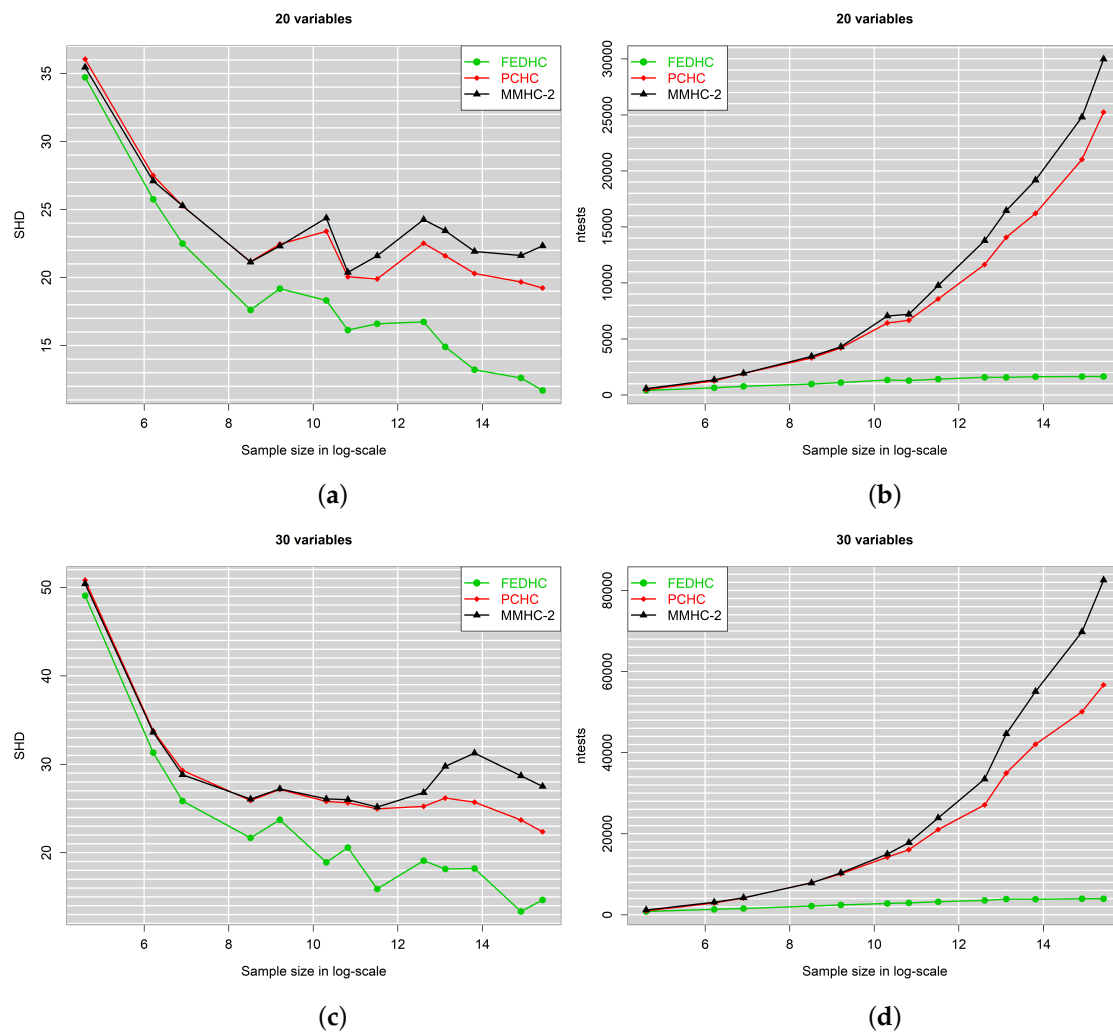 20 variables
SHD
35
30
25
20
15
FEDHC
PCHC
MMHC-2
6 8 10 12 14
Sample size in log-scale
(a)
20 variables
ntests
30000
25000
20000
15000
10000
5000
0
FEDHC
PCHC
MMHC-2
6 8 10 12 14
Sample size in log-scale
(b)
30 variables
SHD
50
40
30
20
FEDHC
PCHC
MMHC-2
6 8 10 12 14
Sample size in log-scale
(c)
30 variables
ntests
80000
60000
40000
20000
0
FEDHC
PCHC
MMHC-2
6 8 10 12 14
Sample size in log-scale
(d)